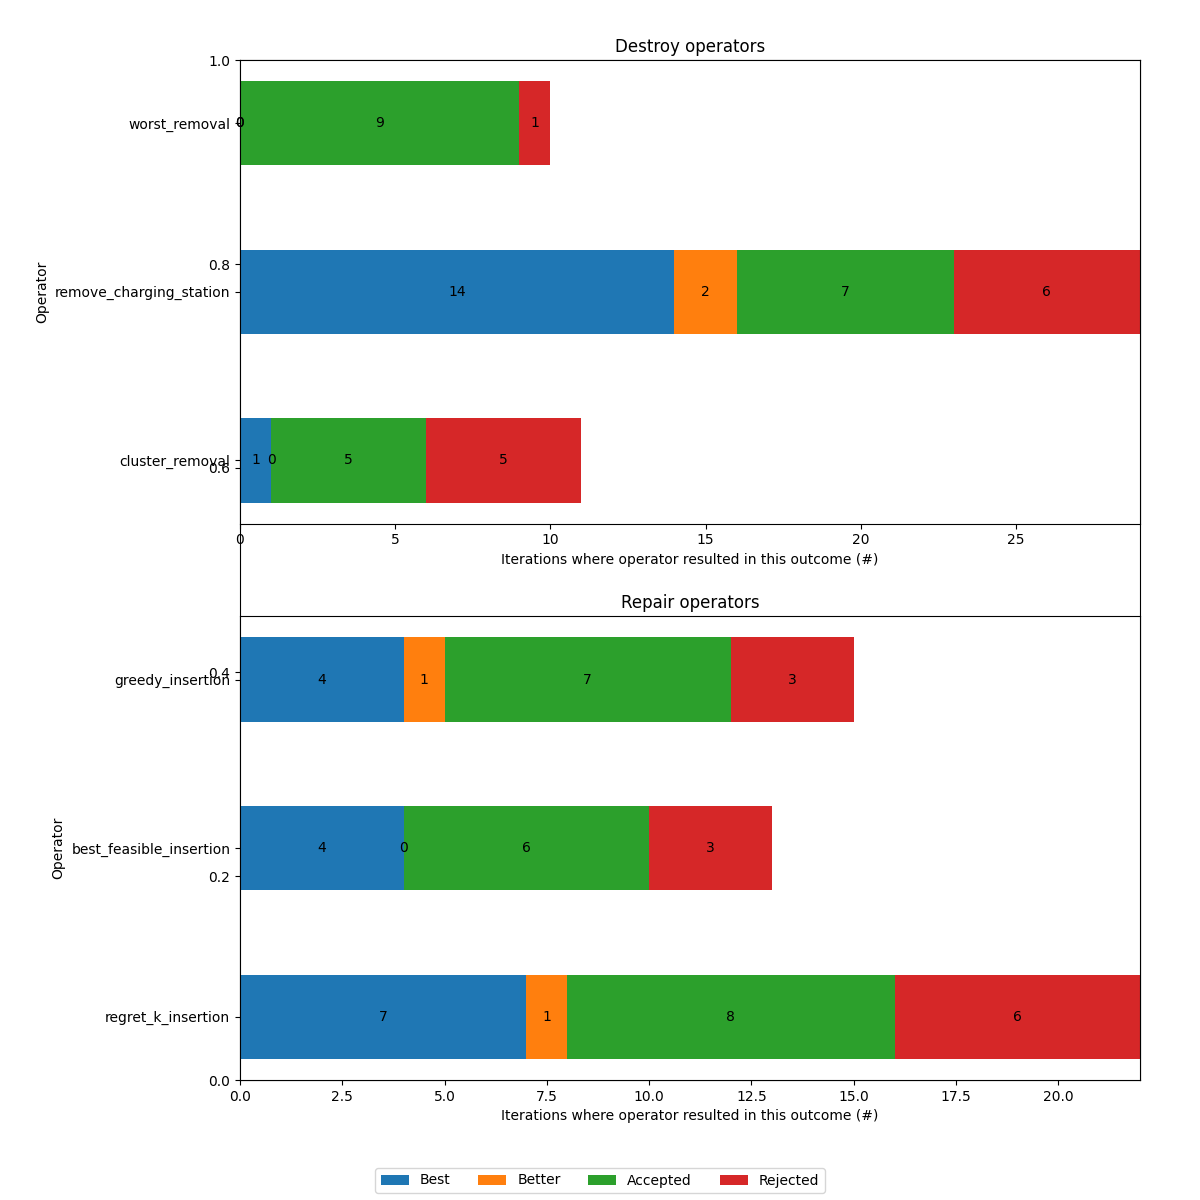 Destroy operators
1.0
worst_removal 0 0 9 1
Operator
0.8
remove_charging_station 14 2 7 6
cluster_removal 1 0 5 5
0.6
0 5 10 15 20 25
Iterations where operator resulted in this outcome (#)
Repair operators
0.4
greedy_insertion 4 1 7 3
Operator
best_feasible_insertion 4 0 6 3
0.2
regret_k_insertion 7 1 8 6
0.0
0.0 2.5 5.0 7.5 10.0 12.5 15.0 17.5 20.0
Iterations where operator resulted in this outcome (#)
Best Better Accepted Rejected